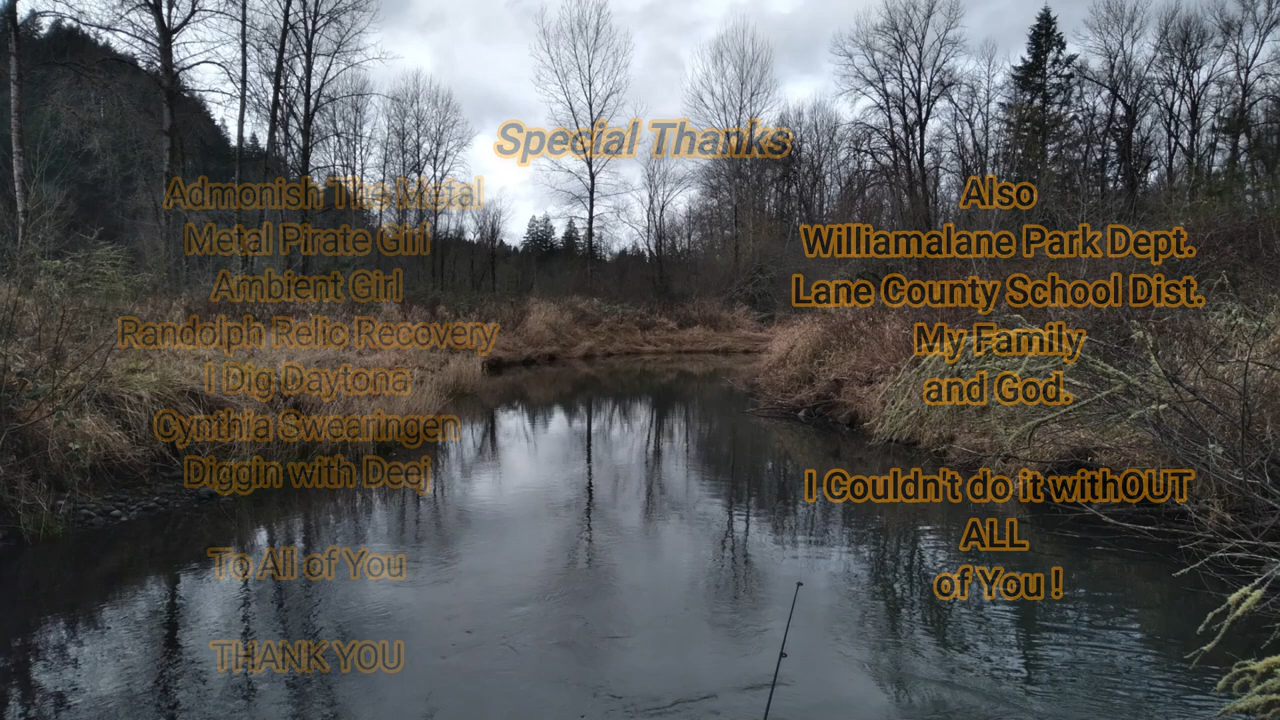 Special Thanks
Admonish The Metal
Metal Pirate Girl
Ambient Girl
Randolph Relic Recovery
I Dig Daytona
Cynthia Swearingen
Diggin with Deej
To All of You
THANK YOU
Also
Williamalane Park Dept.
Lane County School Dist.
My Family
and God.
I Couldn't do it withOUT
ALL
of You !